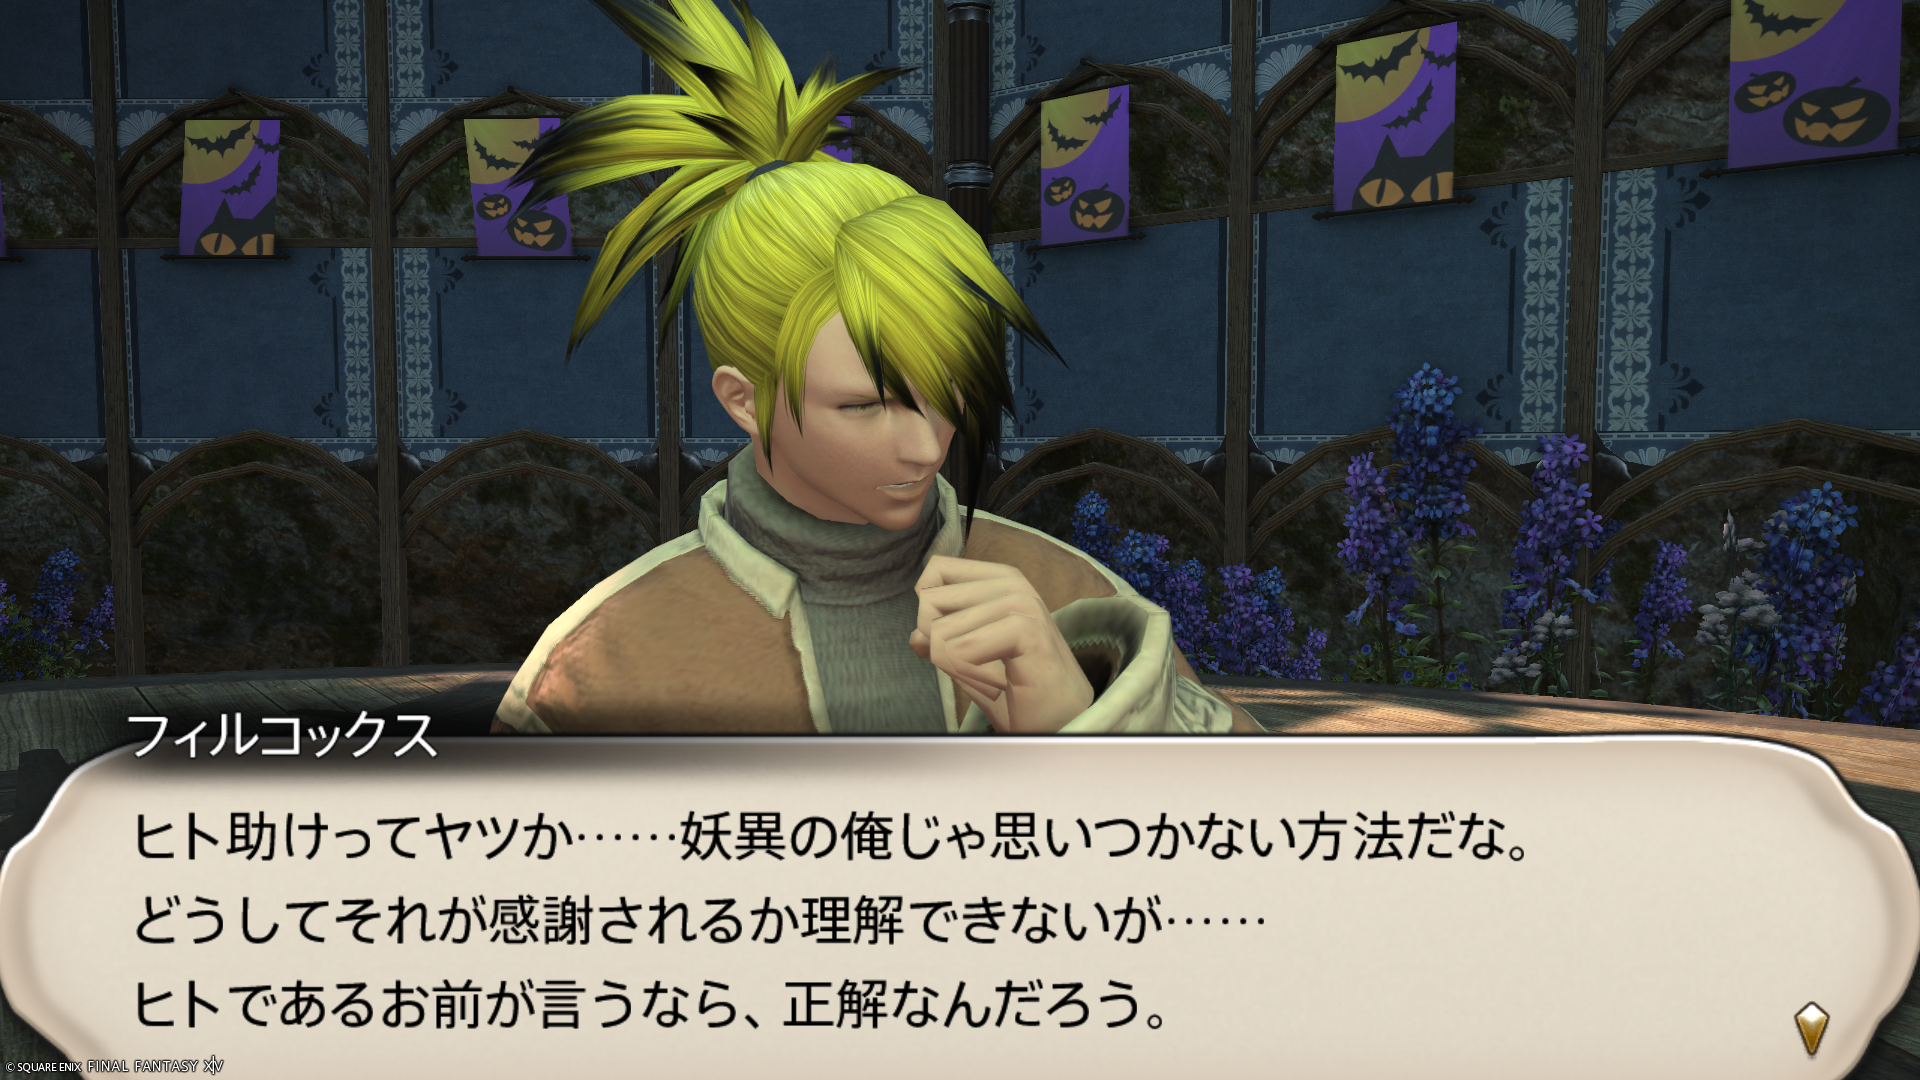 フィルコックス
ヒト助けってヤツか……妖異の俺じゃ思いつかない方法だな。
どうしてそれが感謝されるか理解できないが……
ヒトであるお前が言うなら、正解なんだろう。
© SQUARE ENIX FINAL FANTASY XIV